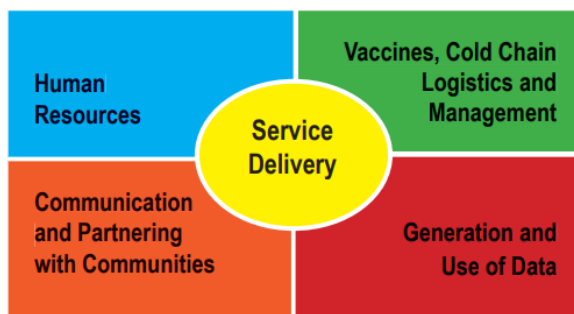 Human
Resources
Vaccines, Cold Chain
Logistics and
Management
Service
Delivery
Communication
and Partnering
with Communities
Generation and
Use of Data